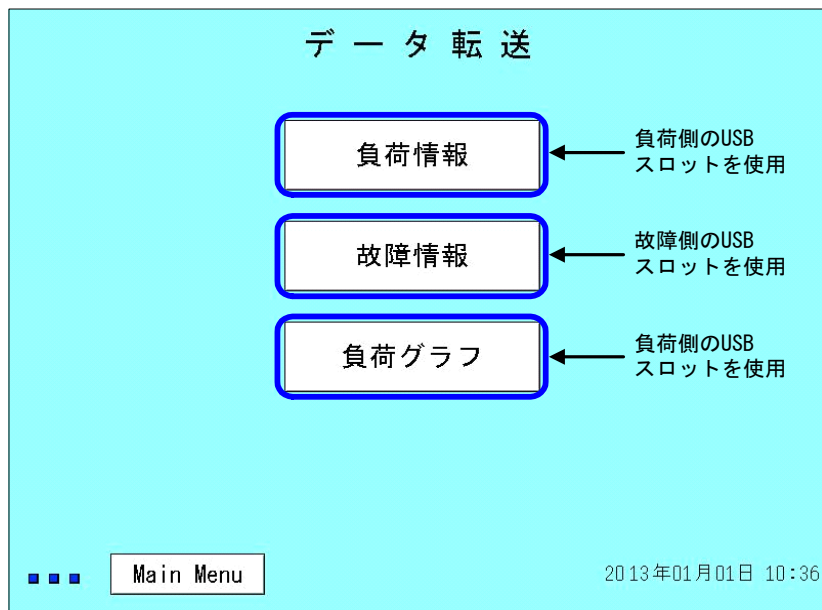 データ転送
負荷情報
負荷側のUSB
スロットを使用
故障情報
故障側のUSB
スロットを使用
負荷グラフ
負荷側のUSB
スロットを使用
Main Menu
2013年01月01日 10:36